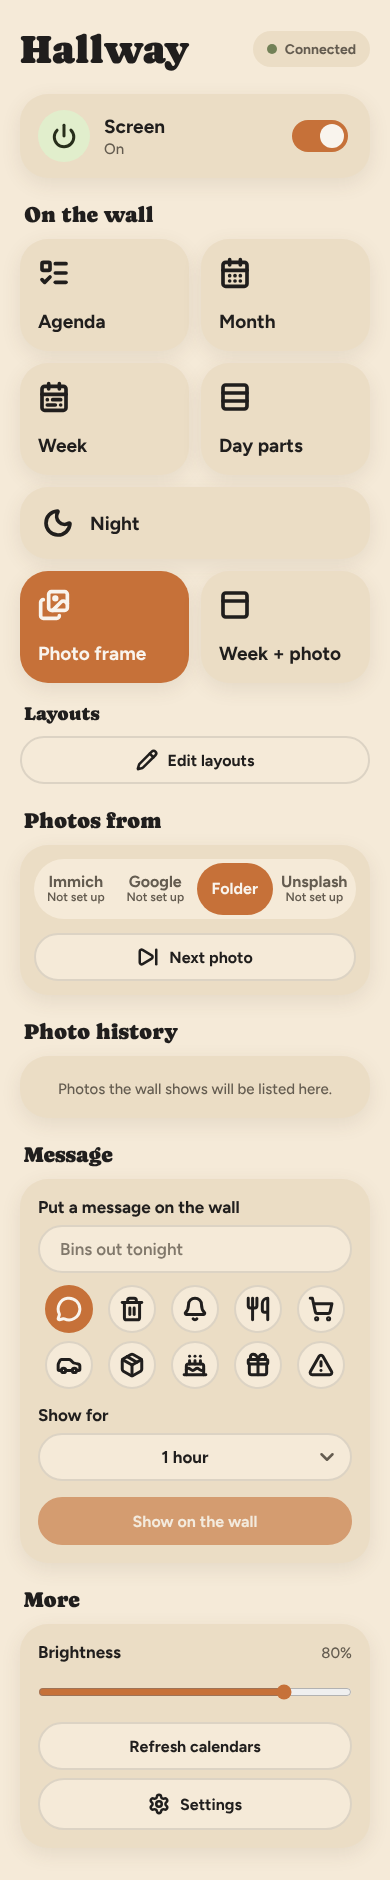 Hallway
Connected
Screen
On
On the wall
Agenda
Month
Week
Day parts
Night
Photo frame
Week + photo
Layouts
Edit layouts
Photos from
Immich
Not set up
Google
Not set up
Folder
Unsplash
Not set up
Next photo
Photo history
Photos the wall shows will be listed here.
Message
Put a message on the wall
Bins out tonight
Show for
1 hour
Show on the wall
More
Brightness
80%
Refresh calendars
Settings